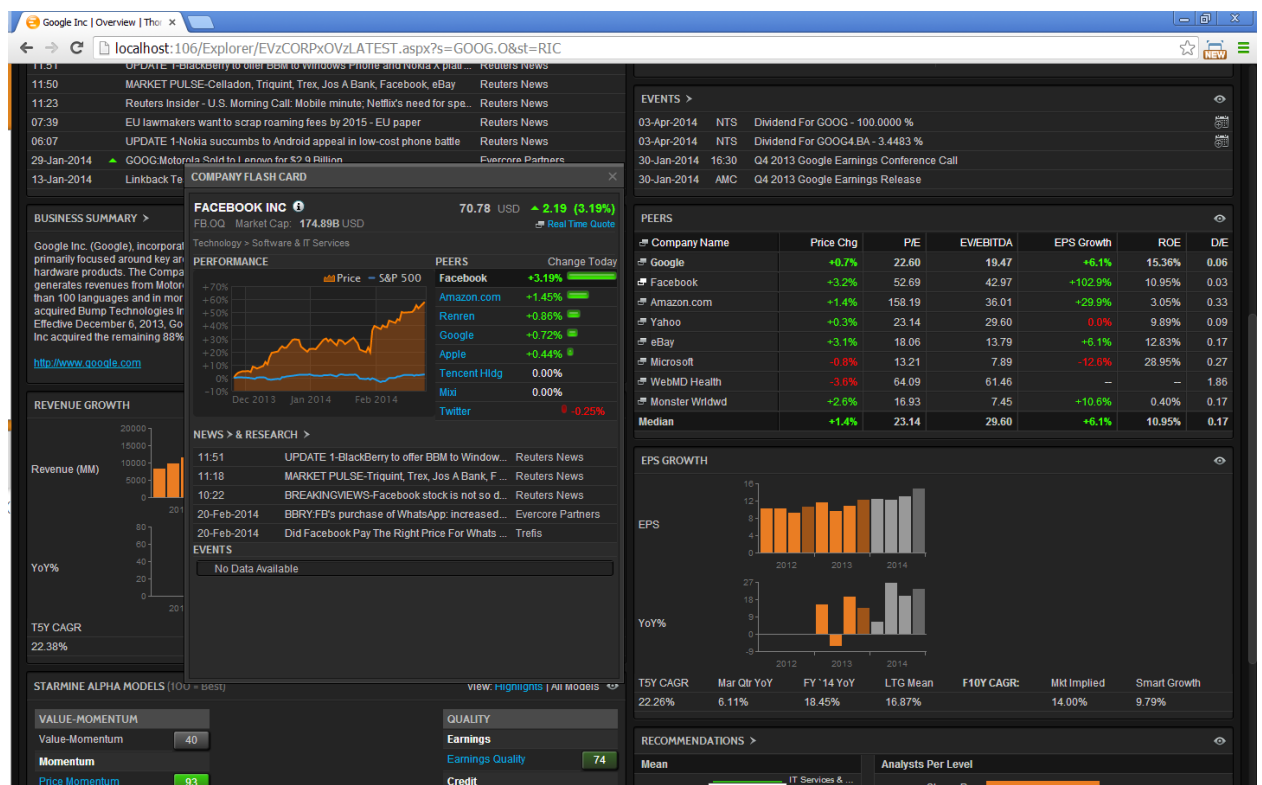 Google Inc | Overview | Tho
localhost:106/Explorer/EVzCORPxOVzLATEST.aspx?s=GOOG.O&st=RIC
NEW
11:51 UPDATE 1-BlackBerry to offer BBM to Windows Phone and Nokia X plati ... Reuters News
11:50 MARKET PULSE-Celladon, Triquint, Trex, Jos A Bank, Facebook, eBay Reuters News
11:23 Reuters Insider - U.S. Morning Call: Mobile minute; Netflix's need for spe... Reuters News
07:39 EU lawmakers want to scrap roaming fees by 2015 - EU paper Reuters News
06:07 UPDATE 1-Nokia succumbs to Android appeal in low-cost phone battle Reuters News
29-Jan-2014 GOOG:Motorola Sold to Lenovo for $2.9 Billion Evercore Partners
13-Jan-2014 Linkback Te
BUSINESS SUMMARY >
Google Inc. (Google), incorporat
primarily focused around key are
hardware products. The Compa
generates revenues from Motor
than 100 languages and in mor
acquired Bump Technologies In
Effective December 6, 2013, Go
Inc acquired the remaining 88%
http://www.google.com
REVENUE GROWTH
20000
15000
Revenue (MM) 10000
5000
0
201
80
60
YoY% 40
20
0
201
T5Y CAGR
22.38%
COMPANY FLASH CARD
FACEBOOK INC 70.78 USD 2.19 (3.19%)
FB.OQ Market Cap: 174.89B USD Real Time Quote
Technology > Software & IT Services
PERFORMANCE
Price S&P 500
+70%
+60%
+50%
+40%
+30%
+20%
+10%
0%
-10%
Dec 2013 Jan 2014 Feb 2014
PEERS Change Today
Facebook +3.19%
Amazon.com +1.45%
Renren +0.86%
Google +0.72%
Apple +0.44%
Tencent Hldg 0.00%
Mixi 0.00%
Twitter -0.25%
NEWS > & RESEARCH >
11:51 UPDATE 1-BlackBerry to offer BBM to Window... Reuters News
11:18 MARKET PULSE-Triquint, Trex, Jos A Bank, F ... Reuters News
10:22 BREAKINGVIEWS-Facebook stock is not so d... Reuters News
20-Feb-2014 BBRY:FB's purchase of WhatsApp: increased... Evercore Partners
20-Feb-2014 Did Facebook Pay The Right Price For Whats ... Trefis
EVENTS
No Data Available
STARMINE ALPHA MODELS (100 = Best) View: Highlights | All Models
VALUE-MOMENTUM
Value-Momentum 40
Momentum
Price Momentum 93
QUALITY
Earnings
Earnings Quality 74
Credit
EVENTS >
03-Apr-2014 NTS Dividend For GOOG - 100.0000 %
03-Apr-2014 NTS Dividend For GOOG4.BA - 3.4483 %
30-Jan-2014 16:30 Q4 2013 Google Earnings Conference Call
30-Jan-2014 AMC Q4 2013 Google Earnings Release
PEERS
Company Name Price Chg P/E EV/EBITDA EPS Growth ROE D/E
Google +0.7% 22.60 19.47 +6.1% 15.36% 0.06
Facebook +3.2% 52.69 42.97 +102.9% 10.95% 0.03
Amazon.com +1.4% 158.19 36.01 +29.9% 3.05% 0.33
Yahoo +0.3% 23.14 29.60 0.0% 9.89% 0.09
eBay +3.1% 18.06 13.79 +6.1% 12.83% 0.17
Microsoft -0.8% 13.21 7.89 -12.6% 28.95% 0.27
WebMD Health -3.6% 64.09 61.46 -- -- 1.86
Monster Wrldwd +2.6% 16.93 7.45 +10.6% 0.40% 0.17
Median +1.4% 23.14 29.60 +6.1% 10.95% 0.17
EPS GROWTH
16
12
EPS 8
4
0
2012 2013 2014
27
18
YoY% 9
0
-9
2012 2013 2014
T5Y CAGR Mar Qtr YoY FY `14 YoY LTG Mean F10Y CAGR: Mkt Implied Smart Growth
22.26% 6.11% 18.45% 16.87% 14.00% 9.79%
RECOMMENDATIONS >
Mean Analysts Per Level
IT Services & ...